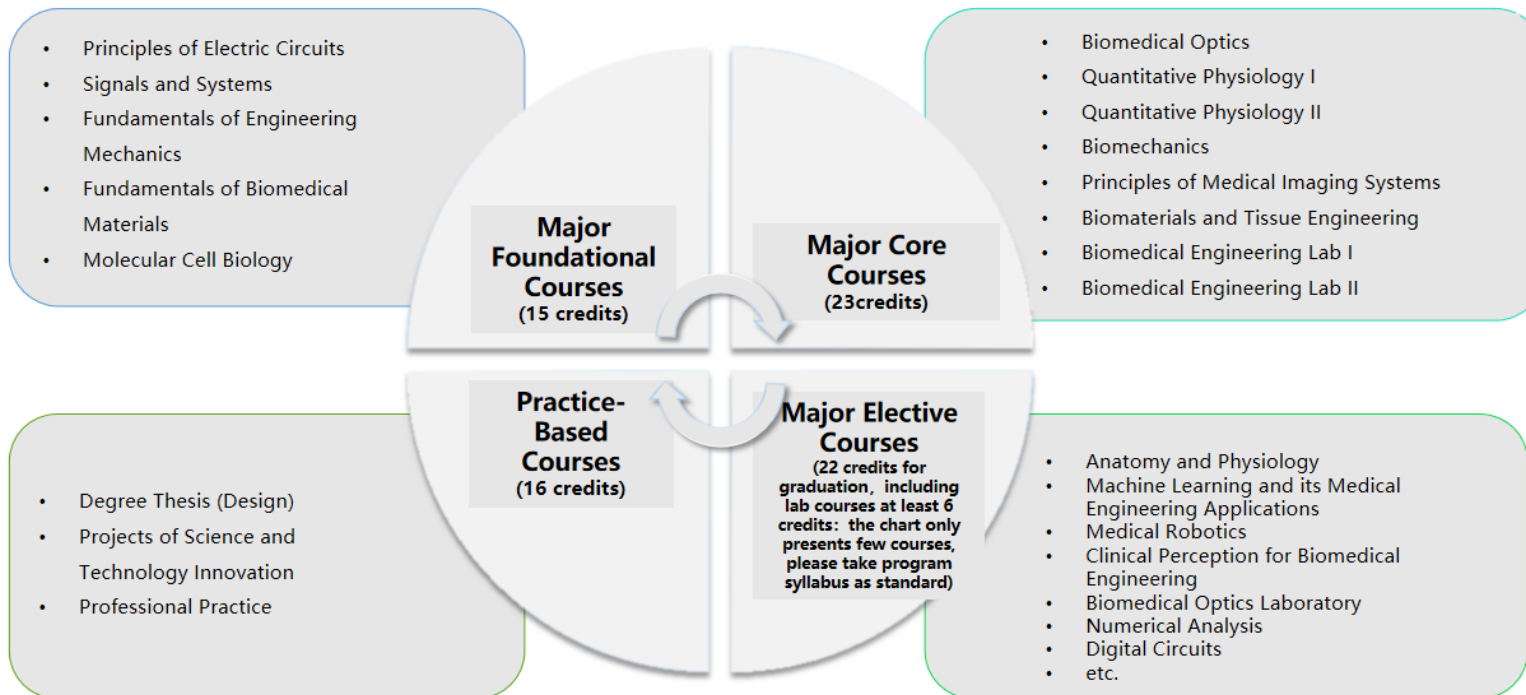 • Principles of Electric Circuits
• Signals and Systems
• Fundamentals of Engineering
Mechanics
• Fundamentals of Biomedical
Materials
• Molecular Cell Biology
Major
Foundational
Courses
(15 credits)
Major Core
Courses
(23credits)
• Biomedical Optics
• Quantitative Physiology I
• Quantitative Physiology II
• Biomechanics
• Principles of Medical Imaging Systems
• Biomaterials and Tissue Engineering
• Biomedical Engineering Lab I
• Biomedical Engineering Lab II
• Degree Thesis (Design)
• Projects of Science and
Technology Innovation
• Professional Practice
Practice-
Based
Courses
(16 credits)
Major Elective
Courses
(22 credits for
graduation, including
lab courses at least 6
credits: the chart only
presents few courses,
please take program
syllabus as standard)
• Anatomy and Physiology
• Machine Learning and its Medical
Engineering Applications
• Medical Robotics
• Clinical Perception for Biomedical
Engineering
• Biomedical Optics Laboratory
• Numerical Analysis
• Digital Circuits
• etc.